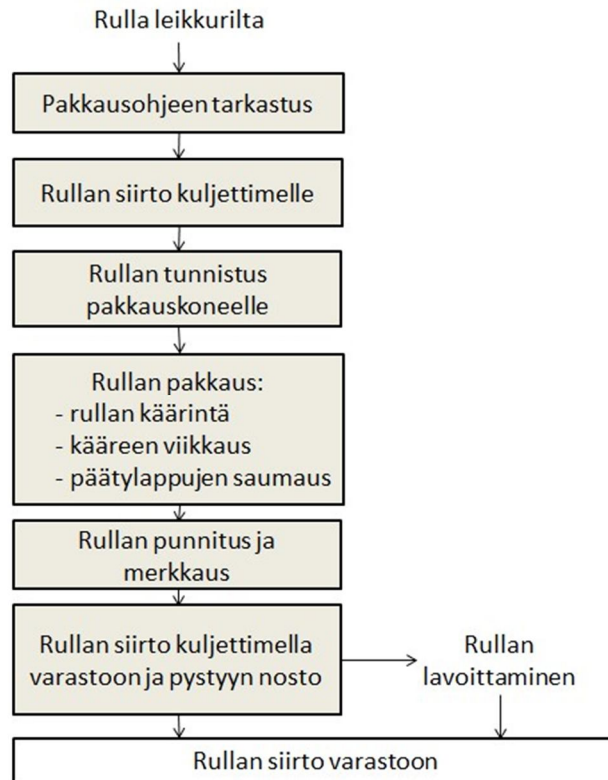 Rulla leikkurilta
Pakkausohjeen tarkastus
Rullan siirto kuljettimelle
Rullan tunnistus
pakkauskoneelle
Rullan pakkaus:
- rullan käärintä
- kääreen viikkaus
- päätylappujen saumaus
Rullan punnitus ja
merkkaus
Rullan siirto kuljettimella
varastoon ja pystyyn nosto
Rullan
lavoittaminen
Rullan siirto varastoon